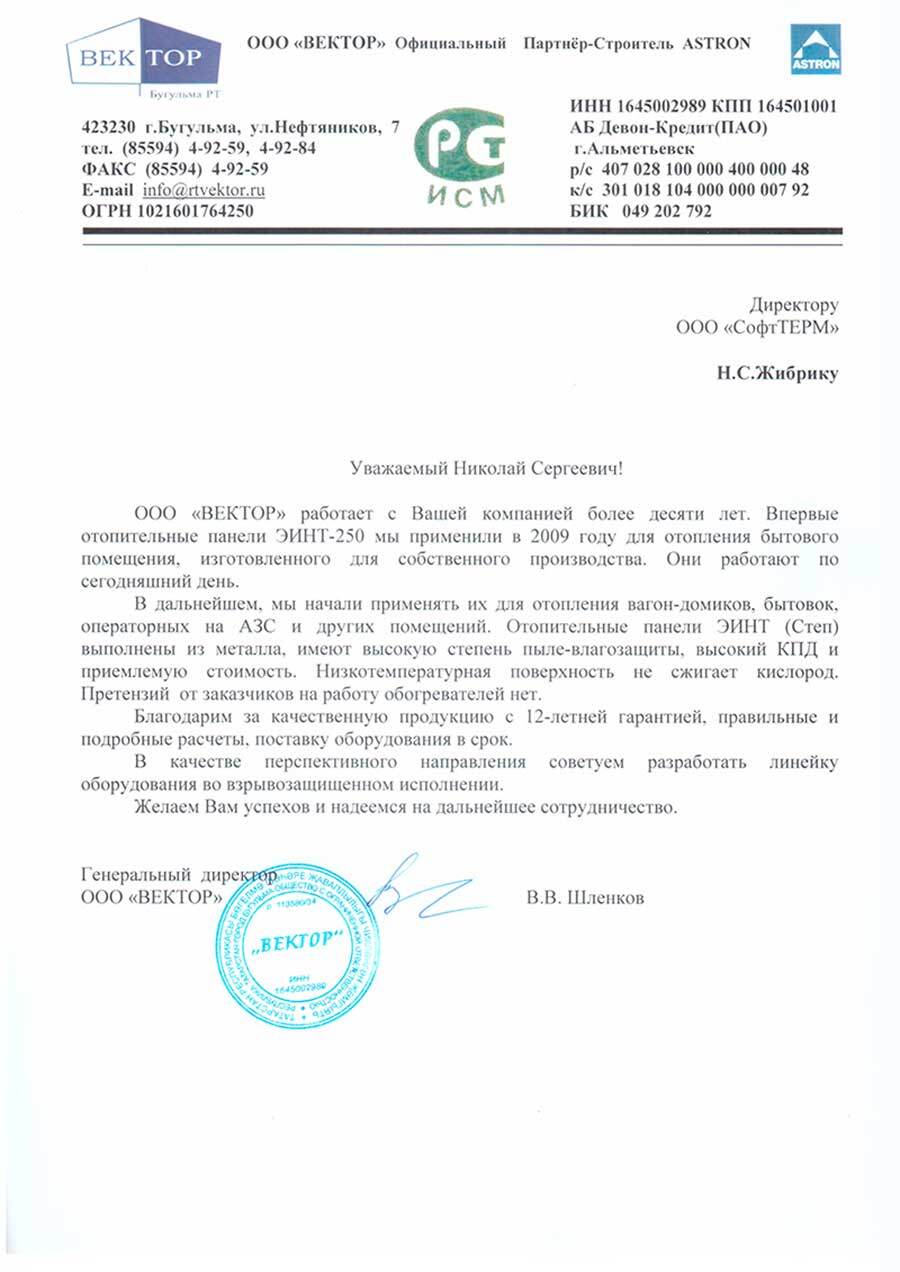 ВЕКТОР
Бугульма РТ
ООО «ВЕКТОР» Официальный Партнёр-Строитель ASTRON
ASTRON
423230 г.Бугульма, ул.Нефтяников, 7
тел. (85594) 4-92-59, 4-92-84
ФАКС (85594) 4-92-59
E-mail info@rtvektor.ru
ОГРН 1021601764250
РСТ
ИСМ
ИНН 1645002989 КПП 164501001
АБ Девон-Кредит(ПАО)
г.Альметьевск
р/с 407 028 100 000 400 000 48
к/с 301 018 104 000 000 007 92
БИК 049 202 792
Директору
ООО «СофтТЕРМ»
Н.С.Жибрику
Уважаемый Николай Сергеевич!
ООО «ВЕКТОР» работает с Вашей компанией более десяти лет. Впервые
отопительные панели ЭИНТ-250 мы применили в 2009 году для отопления бытового
помещения, изготовленного для собственного производства. Они работают по
сегодняшний день.
В дальнейшем, мы начали применять их для отопления вагон-домиков, бытовок,
операторных на АЗС и других помещений. Отопительные панели ЭИНТ (Степ)
выполнены из металла, имеют высокую степень пыле-влагозащиты, высокий КПД и
приемлемую стоимость. Низкотемпературная поверхность не сжигает кислород.
Претензий от заказчиков на работу обогревателей нет.
Благодарим за качественную продукцию с 12-летней гарантией, правильные и
подробные расчеты, поставку оборудования в срок.
В качестве перспективного направления советуем разработать линейку
оборудования во взрывозащищенном исполнении.
Желаем Вам успехов и надеемся на дальнейшее сотрудничество.
Генеральный директор
ООО «ВЕКТОР»
В.В. Шленков
„ВЕКТОР“
ИНН
1645002989